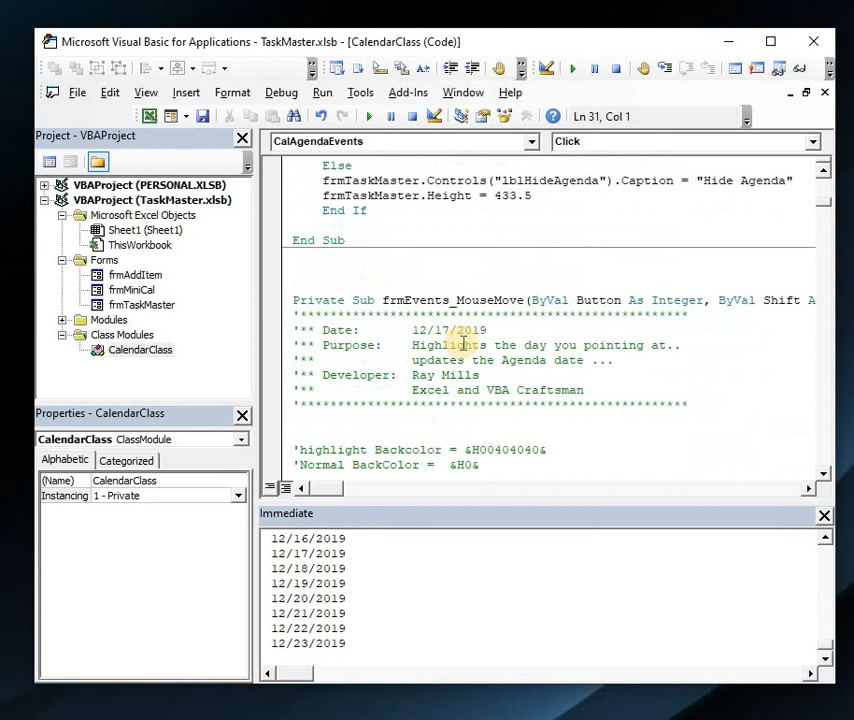 Microsoft Visual Basic for Applications - TaskMaster.xlsb - [CalendarClass (Code)]
File Edit View Insert Format Debug Run Tools Add-Ins Window Help
Ln 31, Col 1
Project - VBAProject
VBAProject (PERSONAL.XLSB)
VBAProject (TaskMaster.xlsb)
Microsoft Excel Objects
Sheet1 (Sheet1)
ThisWorkbook
Forms
frmAddItem
frmMiniCal
frmTaskMaster
Modules
Class Modules
CalendarClass
Properties - CalendarClass
CalendarClass ClassModule
Alphabetic Categorized
(Name) CalendarClass
Instancing 1 - Private
CalAgendaEvents Click
Else
frmTaskMaster.Controls("lblHideAgenda").Caption = "Hide Agenda"
frmTaskMaster.Height = 433.5
End If
End Sub
Private Sub frmEvents_MouseMove(ByVal Button As Integer, ByVal Shift A
'****************************************************
'** Date: 12/17/2019
'** Purpose: Highlights the day you pointing at..
'** updates the Agenda date ...
'** Developer: Ray Mills
'** Excel and VBA Craftsman
'****************************************************
'highlight Backcolor = &H00404040&
'Normal BackColor = &H0&
Immediate
12/16/2019
12/17/2019
12/18/2019
12/19/2019
12/20/2019
12/21/2019
12/22/2019
12/23/2019